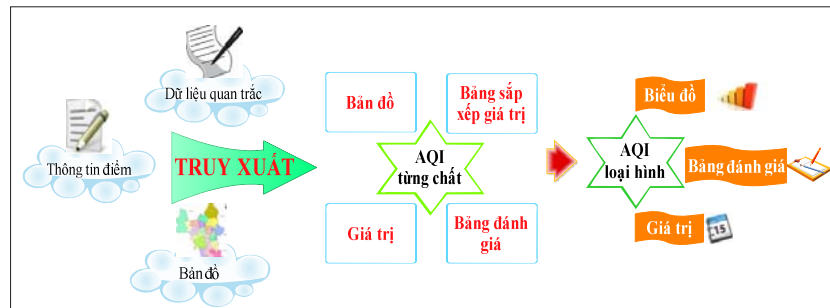 Dữ liệu quan trắc
Thông tin điểm
Bản đồ
TRUY XUẤT
Bản đồ
Bảng sắp
xếp giá trị
AQI
từng chất
Giá trị
Bảng đánh
giá
AQI
loại hình
Biểu đồ
Bảng đánh giá
Giá trị
15